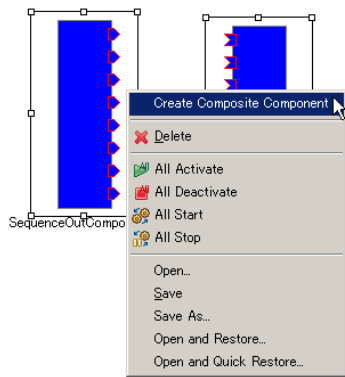 Create Composite Component
Delete
All Activate
All Deactivate
All Start
SequenceOutCompo
All Stop
Open...
Save
Save As...
Open and Restore...
Open and Quick Restore...